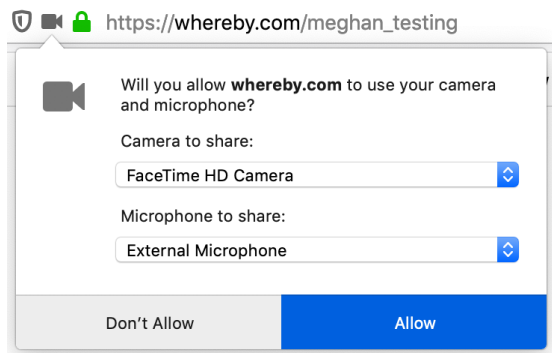 https://whereby.com/meghan_testing
Will you allow whereby.com to use your camera
and microphone?
Camera to share:
FaceTime HD Camera
Microphone to share:
External Microphone
Don't Allow
Allow